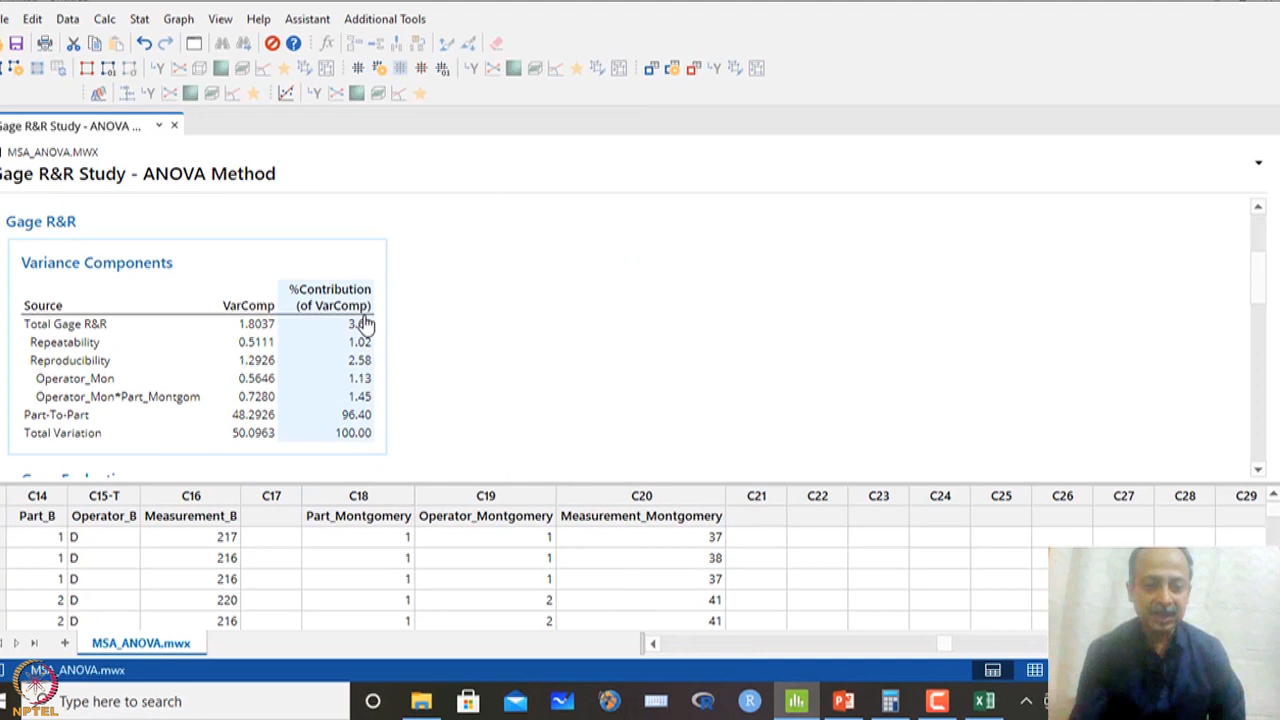 Edit Data Calc Stat Graph View Help Assistant Additional Tools
Gage R&R Study - ANOVA ...
MSA_ANOVA.MWX
Gage R&R Study - ANOVA Method
Gage R&R
Variance Components
%Contribution
Source VarComp (of VarComp)
Total Gage R&R 1.8037
Repeatability 0.5111 1.02
Reproducibility 1.2926 2.58
Operator_Mon 0.5646 1.13
Operator_Mon*Part_Montgom 0.7280 1.45
Part-To-Part 48.2926 96.40
Total Variation 50.0963 100.00
C14 C15-T C16 C17 C18 C19 C20 C21 C22 C23 C24 C25 C26 C27 C28 C29
Part_B Operator_B Measurement_B Part_Montgomery Operator_Montgomery Measurement_Montgomery
1 D 217 1 1 37
1 D 216 1 1 38
1 D 216 1 1 37
2 D 220 1 2 41
2 D 216 1 2 41
MSA_ANOVA.mwx
MSA_ANOVA.MWX
Type here to search
NPTEL